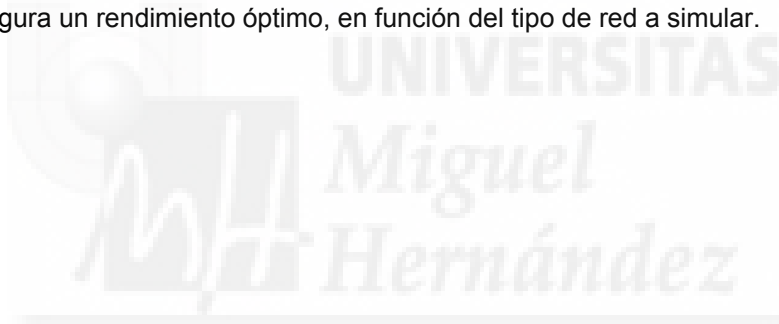 gura un rendimiento óptimo, en función del tipo de red a simular.
UNIVERSITAS
Miguel
Hernández